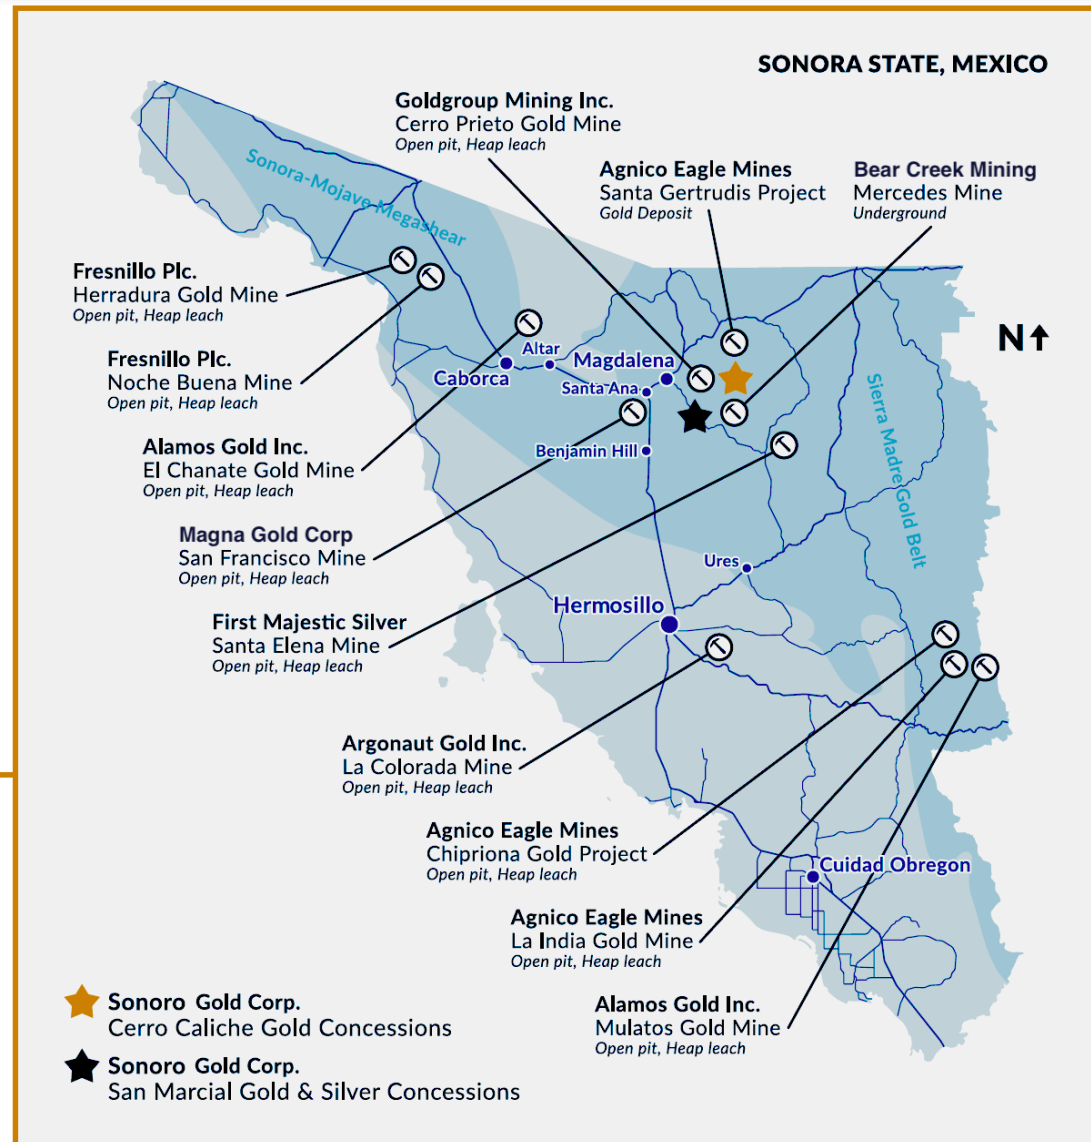 SONORA STATE, MEXICO
Goldgroup Mining Inc.
Cerro Prieto Gold Mine
Open pit, Heap leach
Agnico Eagle Mines
Santa Gertrudis Project
Gold Deposit
Bear Creek Mining
Mercedes Mine
Underground
Sonora-Mojave Megashear
Fresnillo Plc.
Herradura Gold Mine
Open pit, Heap leach
N
Fresnillo Plc.
Noche Buena Mine
Open pit, Heap leach
Altar
Caborca
Magdalena
Santa Ana
Benjamin Hill
Sierra Madre Gold Belt
Alamos Gold Inc.
El Chanate Gold Mine
Open pit, Heap leach
Magna Gold Corp
San Francisco Mine
Open pit, Heap leach
Ures
Hermosillo
First Majestic Silver
Santa Elena Mine
Open pit, Heap leach
Argonaut Gold Inc.
La Colorada Mine
Open pit, Heap leach
Agnico Eagle Mines
Chipriona Gold Project
Open pit, Heap leach
Cuidad Obregon
Agnico Eagle Mines
La India Gold Mine
Open pit, Heap leach
Alamos Gold Inc.
Mulatos Gold Mine
Open pit, Heap leach
Sonoro Gold Corp.
Cerro Caliche Gold Concessions
Sonoro Gold Corp.
San Marcial Gold & Silver Concessions